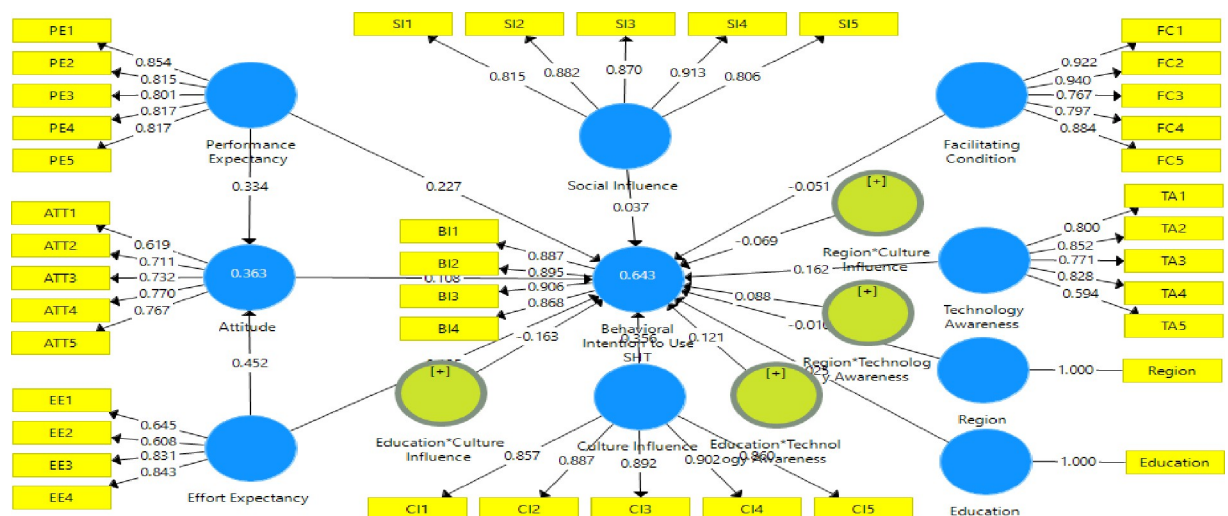 PE1
PE2
PE3
PE4
PE5
0.854
0.815
0.801
0.817
0.817
Performance
Expectancy
SI1
SI2
SI3
SI4
SI5
0.815
0.882
0.870
0.913
0.806
Social Influence
FC1
FC2
FC3
FC4
FC5
0.922
0.940
0.767
0.797
0.884
Facilitating
Condition
0.334
0.227
0.037
-0.051
-0.069
[+]
Region*Culture
Influence
ATT1
ATT2
ATT3
ATT4
ATT5
0.619
0.711
0.732
0.770
0.767
0.363
Attitude
0.108
BI1
BI2
BI3
BI4
0.887
0.895
0.906
0.868
0.643
Behavioral
Intention to Use
SHT
0.162
TA1
TA2
TA3
TA4
TA5
0.800
0.852
0.771
0.828
0.594
Technology
Awareness
0.088
[+]
Region*Technolog
y Awareness
0.452
-0.163
0.356
0.121
Region
1.000
Region
EE1
EE2
EE3
EE4
0.645
0.608
0.831
0.843
Effort Expectancy
[+]
Education*Culture
Influence
Culture Influence
[+]
Education*Technol
ogy Awareness
0.857
0.887
0.892
0.902
0.860
CI1
CI2
CI3
CI4
CI5
Education
1.000
Education